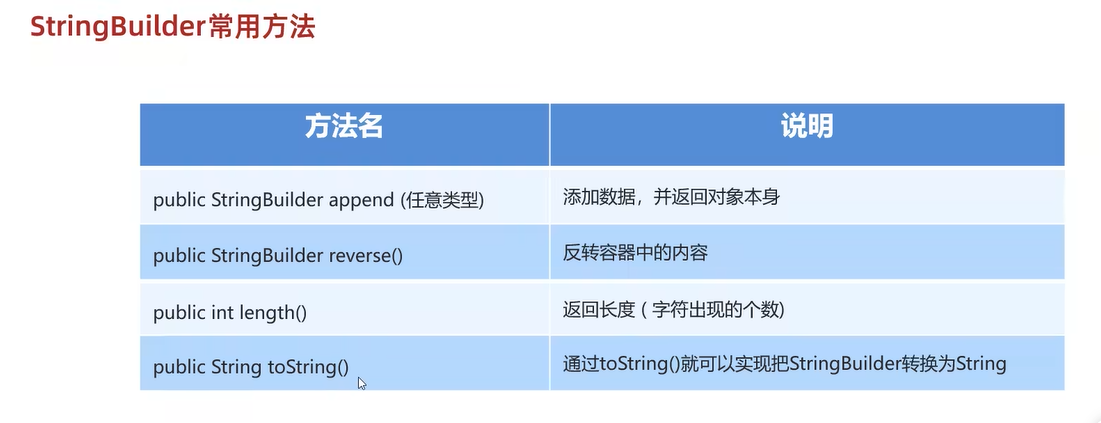 StringBuilder常用方法
方法名 说明
public StringBuilder append (任意类型) 添加数据，并返回对象本身
public StringBuilder reverse() 反转容器中的内容
public int length() 返回长度 ( 字符出现的个数)
public String toString() 通过toString()就可以实现把StringBuilder转换为String